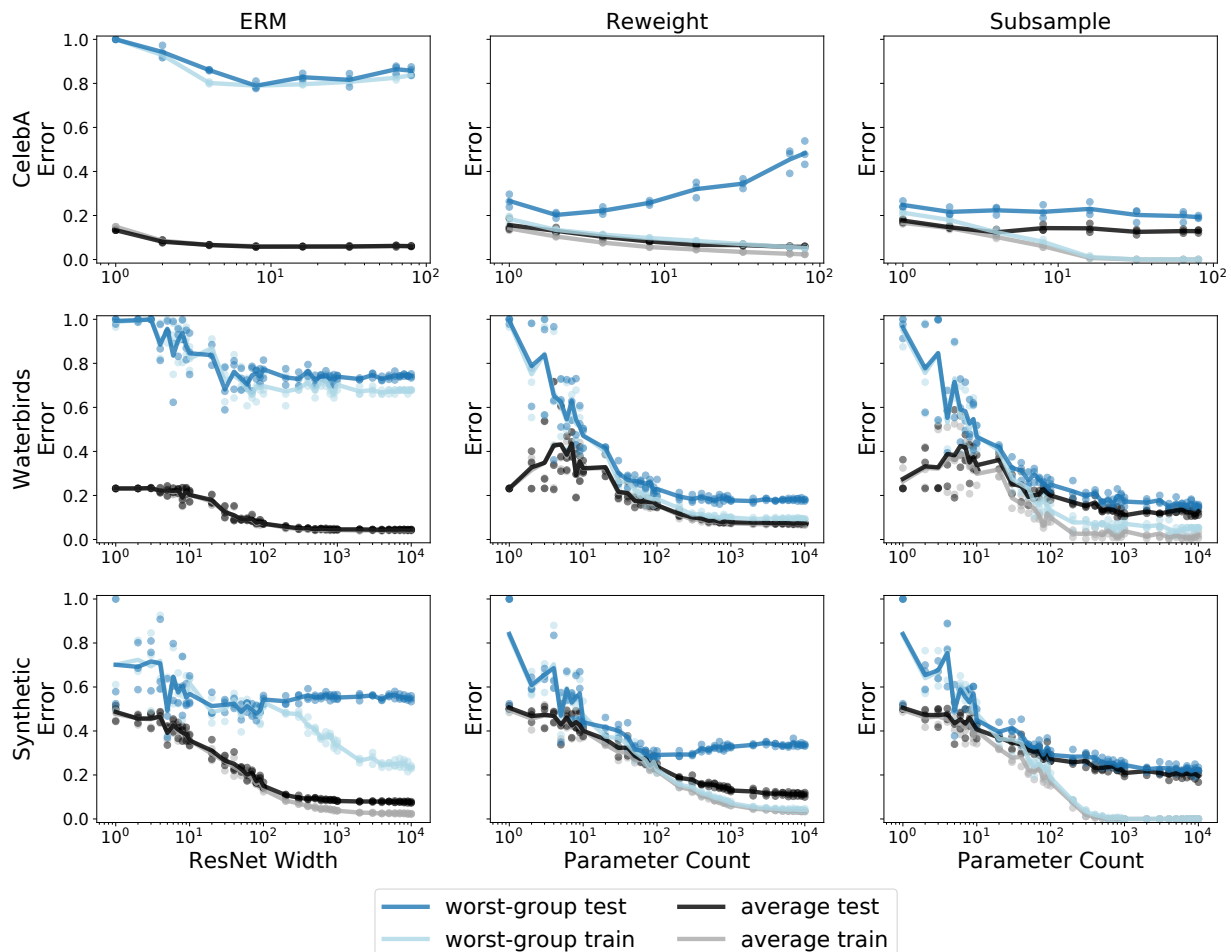 ERM Reweight Subsample
CelebA
Error
1.0
0.8
0.6
0.4
0.2
0.0
10^0 10^1 10^2
Error
10^0 10^1 10^2
Error
10^0 10^1 10^2
Waterbirds
Error
1.0
0.8
0.6
0.4
0.2
0.0
10^0 10^1 10^2 10^3 10^4
Error
10^0 10^1 10^2 10^3 10^4
Error
10^0 10^1 10^2 10^3 10^4
Synthetic
Error
1.0
0.8
0.6
0.4
0.2
0.0
10^0 10^1 10^2 10^3 10^4
ResNet Width
Error
10^0 10^1 10^2 10^3 10^4
Parameter Count
Error
10^0 10^1 10^2 10^3 10^4
Parameter Count
worst-group test
worst-group train
average test
average train